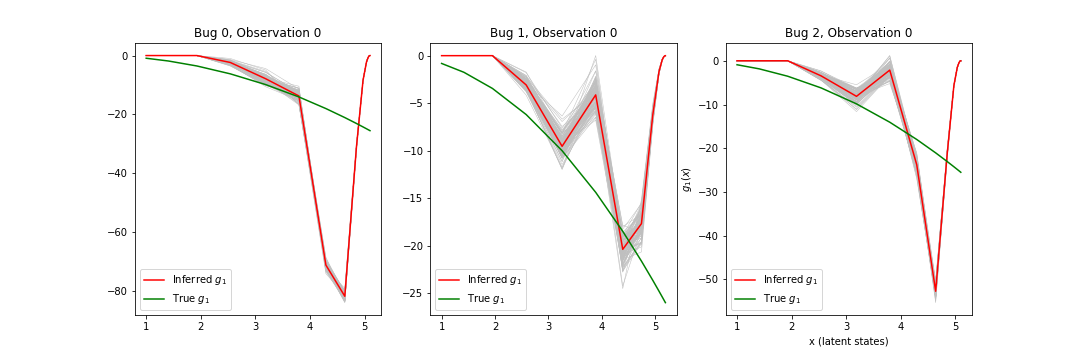 Bug 0, Observation 0
0
−20
−40
−60
−80
1 2 3 4 5
Inferred g₁
True g₁
Bug 1, Observation 0
0
−5
−10
−15
−20
−25
1 2 3 4 5
Inferred g₁
True g₁
Bug 2, Observation 0
g₁(x)
0
−10
−20
−30
−40
−50
1 2 3 4 5
Inferred g₁
True g₁
x (latent states)